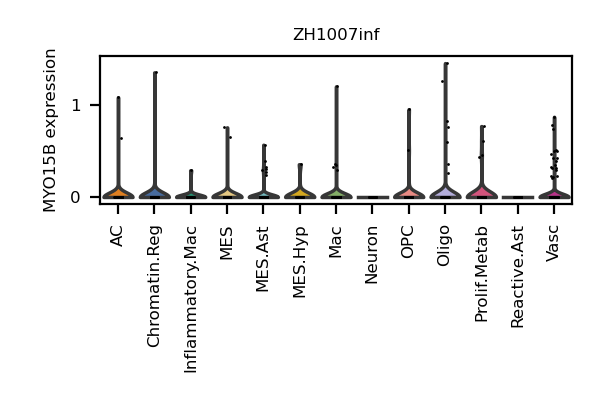 ZH1007inf
MYO15B expression
1
0
AC
Chromatin.Reg
Inflammatory.Mac
MES
MES.Ast
MES.Hyp
Mac
Neuron
OPC
Oligo
Prolif.Metab
Reactive.Ast
Vasc